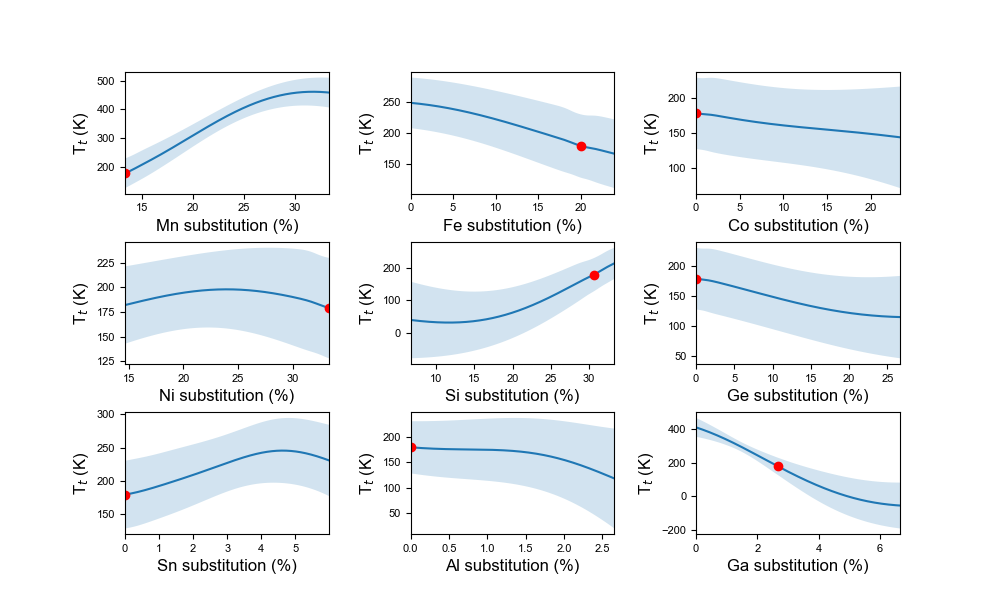 500
400
300
200
T_t (K)
15 20 25 30
Mn substitution (%)
250
200
150
T_t (K)
0 5 10 15 20
Fe substitution (%)
200
150
100
T_t (K)
0 5 10 15 20
Co substitution (%)
225
200
175
150
125
T_t (K)
15 20 25 30
Ni substitution (%)
200
100
0
T_t (K)
10 15 20 25 30
Si substitution (%)
200
150
100
50
T_t (K)
0 5 10 15 20 25
Ge substitution (%)
300
250
200
150
T_t (K)
0 1 2 3 4 5
Sn substitution (%)
200
150
100
50
T_t (K)
0.0 0.5 1.0 1.5 2.0 2.5
Al substitution (%)
400
200
0
−200
T_t (K)
0 2 4 6
Ga substitution (%)